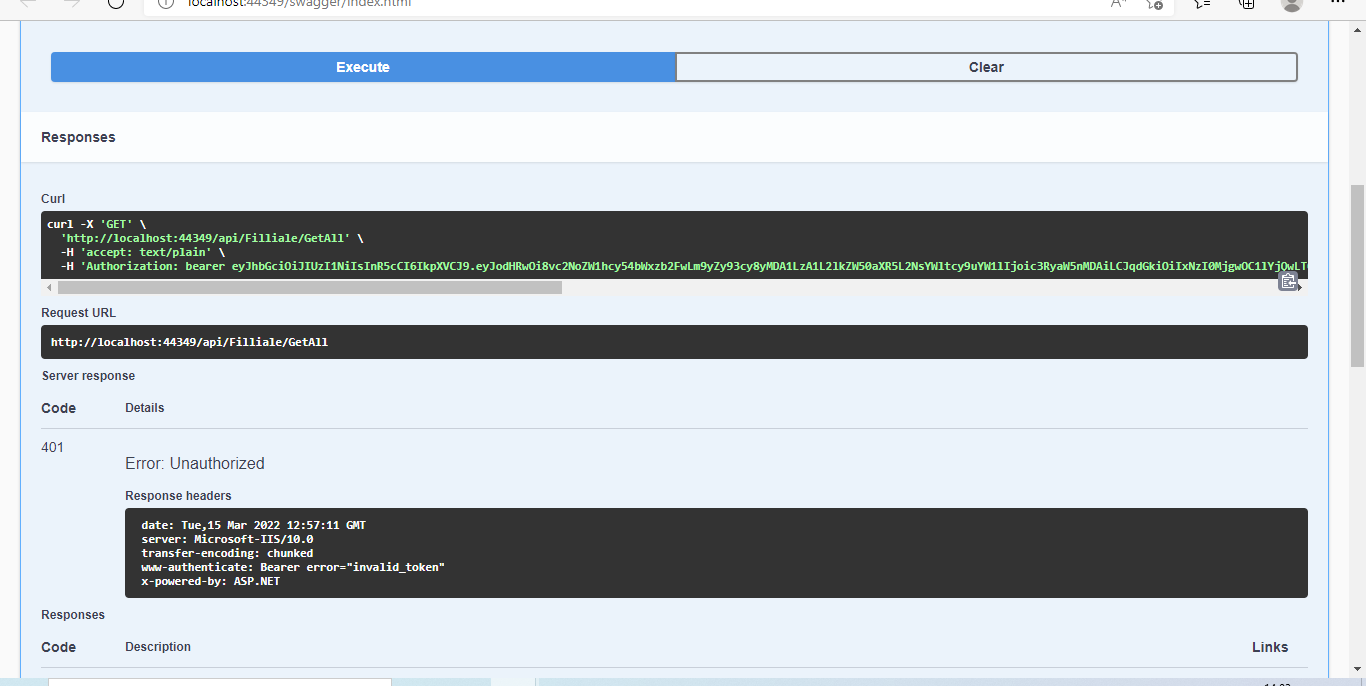 localhost:44349/swagger/index.html
Execute
Clear
Responses
Curl
curl -X 'GET' \
'http://localhost:44349/api/Filliale/GetAll' \
-H 'accept: text/plain' \
-H 'Authorization: bearer
Request URL
http://localhost:44349/api/Filliale/GetAll
Server response
Code Details
401
Error: Unauthorized
Response headers
date: Tue,15 Mar 2022 12:57:11 GMT
server: Microsoft-IIS/10.0
transfer-encoding: chunked
www-authenticate: Bearer error="invalid_token"
x-powered-by: ASP.NET
Responses
Code Description Links